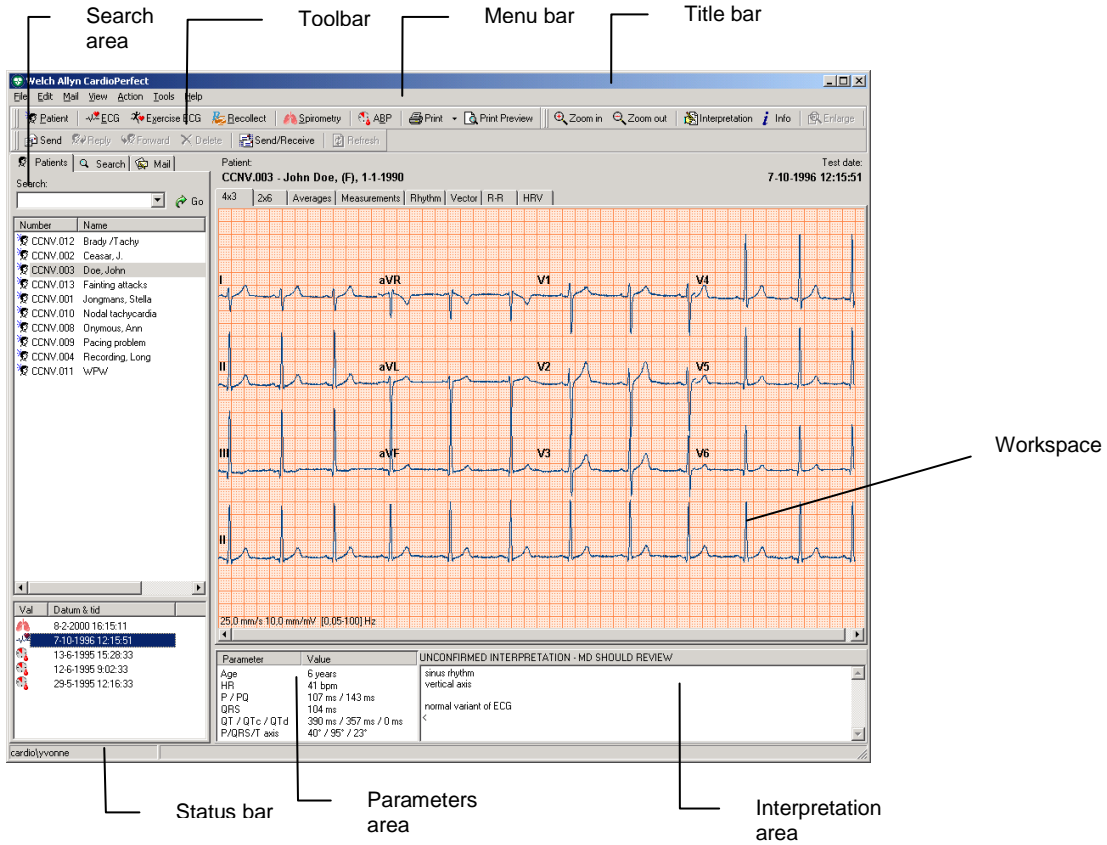 Search
area
Toolbar
Menu bar
Title bar
Welch Allyn CardioPerfect
File Edit Mail View Action Tools Help
Patient ECG Exercise ECG Recollect Spirometry ABP Print Print Preview Zoom in Zoom out Interpretation Info Enlarge
Send Reply Forward Delete Send/Receive Refresh
Patients Search Mail
Search:
Go
Number Name
CCNV.012 Brady /Tachy
CCNV.002 Ceasar, J.
CCNV.003 Doe, John
CCNV.013 Fainting attacks
CCNV.001 Jongmans, Stella
CCNV.010 Nodal tachycardia
CCNV.008 Onymous, Ann
CCNV.009 Pacing problem
CCNV.004 Recording, Long
CCNV.011 WPW
Val Datum & tid
8-2-2000 16:15:11
7-10-1996 12:15:51
13-6-1995 15:28:33
12-6-1995 9:02:33
29-5-1995 12:16:33
Patient: Test date:
CCNV.003 - John Doe, (F), 1-1-1990 7-10-1996 12:15:51
4x3 2x6 Averages Measurements Rhythm Vector R-R HRV
I aVR V1 V4
II aVL V2 V5
III aVF V3 V6
II
25,0 mm/s 10,0 mm/mV [0,05-100] Hz
Parameter Value
Age 6 years
HR 41 bpm
P / PQ 107 ms / 143 ms
QRS 104 ms
QT / QTc / QTd 390 ms / 357 ms / 0 ms
P/QRS/T axis 40° / 95° / 23°
UNCONFIRMED INTERPRETATION - MD SHOULD REVIEW
sinus rhythm
vertical axis
normal variant of ECG
<
cardio\yvonne
Workspace
Status bar
Parameters
area
Interpretation
area